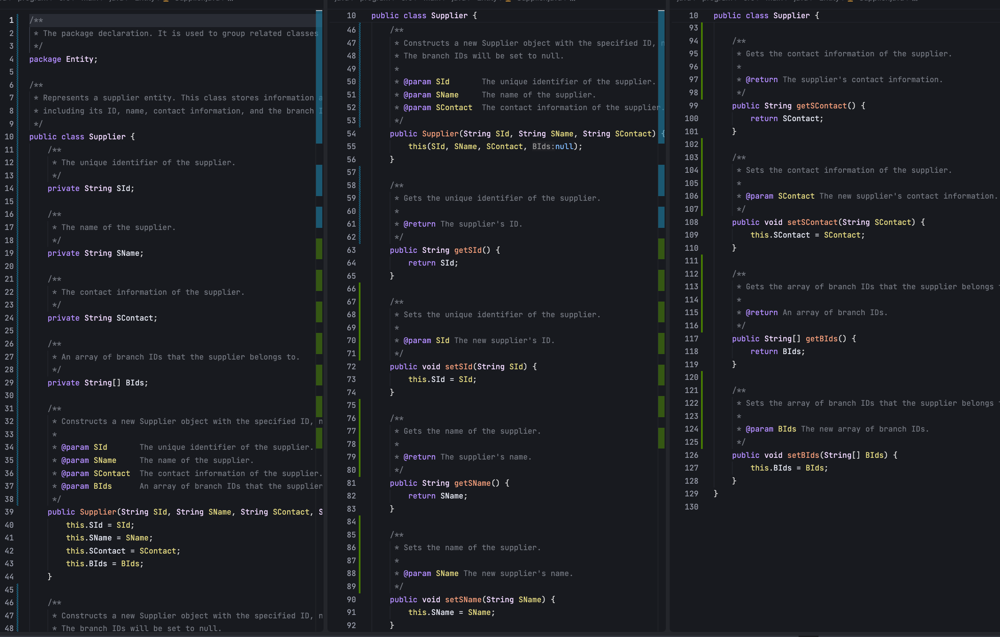 1 /**
2  * The package declaration. It is used to group related classes
3  */
4 package Entity;
5
6 /**
7  * Represents a supplier entity. This class stores information
8  * including its ID, name, contact information, and the branch
9  */
10 public class Supplier {
11     /**
12      * The unique identifier of the supplier.
13      */
14     private String SId;
15
16     /**
17      * The name of the supplier.
18      */
19     private String SName;
20
21     /**
22      * The contact information of the supplier.
23      */
24     private String SContact;
25
26     /**
27      * An array of branch IDs that the supplier belongs to.
28      */
29     private String[] BIds;
30
31     /**
32      * Constructs a new Supplier object with the specified ID,
33      *
34      * @param SId       The unique identifier of the supplier.
35      * @param SName     The name of the supplier.
36      * @param SContact  The contact information of the supplier.
37      * @param BIds      An array of branch IDs that the supplier
38      */
39     public Supplier(String SId, String SName, String SContact, S
40         this.SId = SId;
41         this.SName = SName;
42         this.SContact = SContact;
43         this.BIds = BIds;
44     }
45
46     /**
47      * Constructs a new Supplier object with the specified ID,
48      * The branch IDs will be set to null.
10 public class Supplier {
46     /**
47      * Constructs a new Supplier object with the specified ID,
48      * The branch IDs will be set to null.
49      *
50      * @param SId       The unique identifier of the supplier.
51      * @param SName     The name of the supplier.
52      * @param SContact  The contact information of the supplier.
53      */
54     public Supplier(String SId, String SName, String SContact) {
55         this(SId, SName, SContact, BIds:null);
56     }
57
58     /**
59      * Gets the unique identifier of the supplier.
60      *
61      * @return The supplier's ID.
62      */
63     public String getSId() {
64         return SId;
65     }
66
67     /**
68      * Sets the unique identifier of the supplier.
69      *
70      * @param SId The new supplier's ID.
71      */
72     public void setSId(String SId) {
73         this.SId = SId;
74     }
75
76     /**
77      * Gets the name of the supplier.
78      *
79      * @return The supplier's name.
80      */
81     public String getSName() {
82         return SName;
83     }
84
85     /**
86      * Sets the name of the supplier.
87      *
88      * @param SName The new supplier's name.
89      */
90     public void setSName(String SName) {
91         this.SName = SName;
92     }
10 public class Supplier {
93
94     /**
95      * Gets the contact information of the supplier.
96      *
97      * @return The supplier's contact information.
98      */
99     public String getSContact() {
100         return SContact;
101     }
102
103     /**
104      * Sets the contact information of the supplier.
105      *
106      * @param SContact The new supplier's contact information.
107      */
108     public void setSContact(String SContact) {
109         this.SContact = SContact;
110     }
111
112     /**
113      * Gets the array of branch IDs that the supplier belongs
114      *
115      * @return An array of branch IDs.
116      */
117     public String[] getBIds() {
118         return BIds;
119     }
120
121     /**
122      * Sets the array of branch IDs that the supplier belongs
123      *
124      * @param BIds The new array of branch IDs.
125      */
126     public void setBIds(String[] BIds) {
127         this.BIds = BIds;
128     }
129 }
130